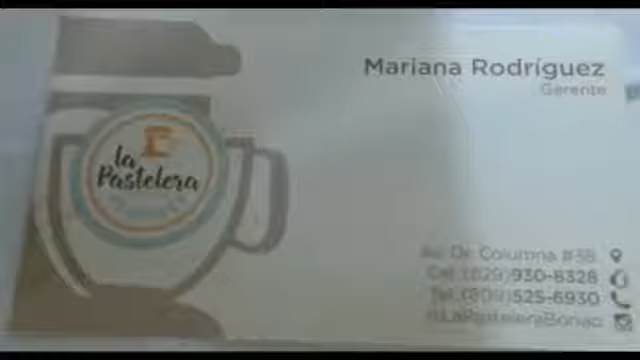 Mariana Rodríguez
Gerente
la
Pastelera
Av. Dr. Columna #38
Cel. (829)930-8328
Tel. (809)525-6930
@LaPasteleraBonao